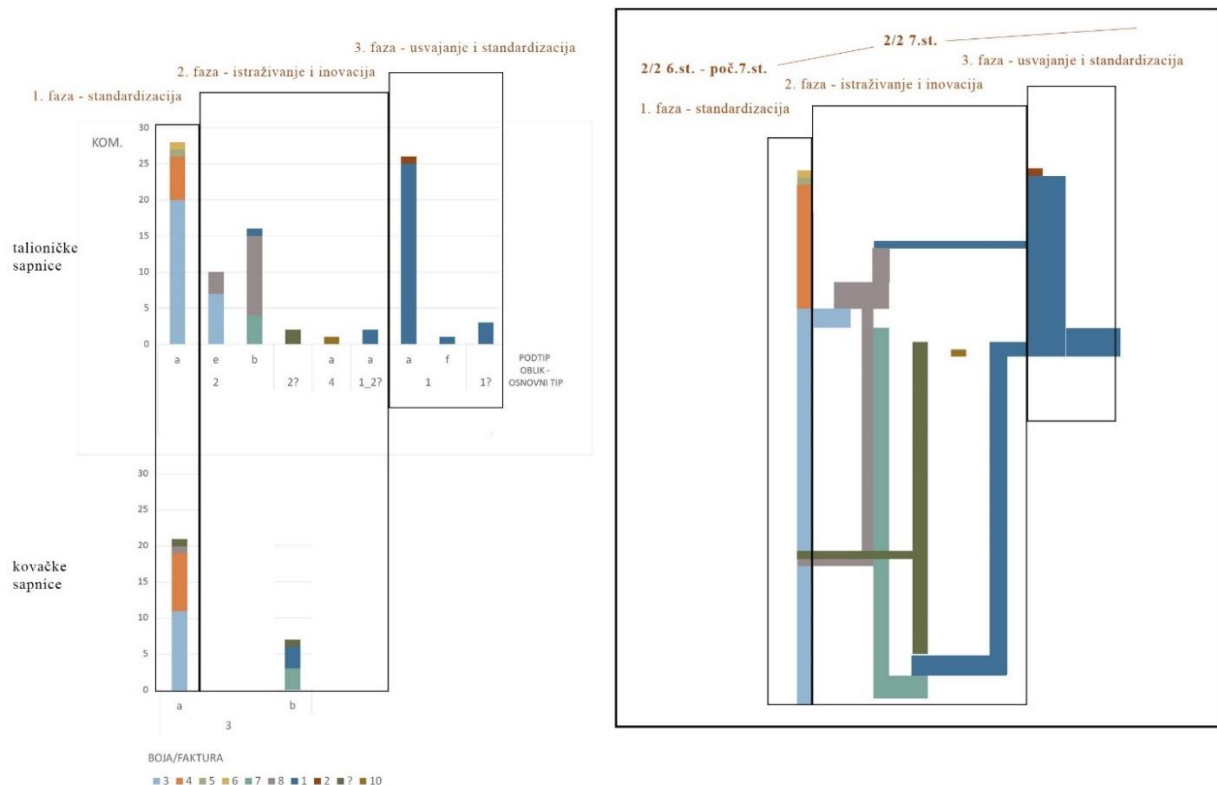 3. faza - usvajanje i standardizacija
2. faza - istraživanje i inovacija
1. faza - standardizacija
KOM.
30
25
20
15
10
5
0
talioničke
sapnice
a e b a a a f
2 2? 4 1_2? 1 1?
PODTIP
OBLIK -
OSNOVNI TIP
30
25
20
15
10
5
0
kovačke
sapnice
a b
3
BOJA/FAKTURA
3 4 5 6 7 8 1 2 ? 10
2/2 7.st.
2/2 6.st. - poč.7.st.
3. faza - usvajanje i standardizacija
2. faza - istraživanje i inovacija
1. faza - standardizacija